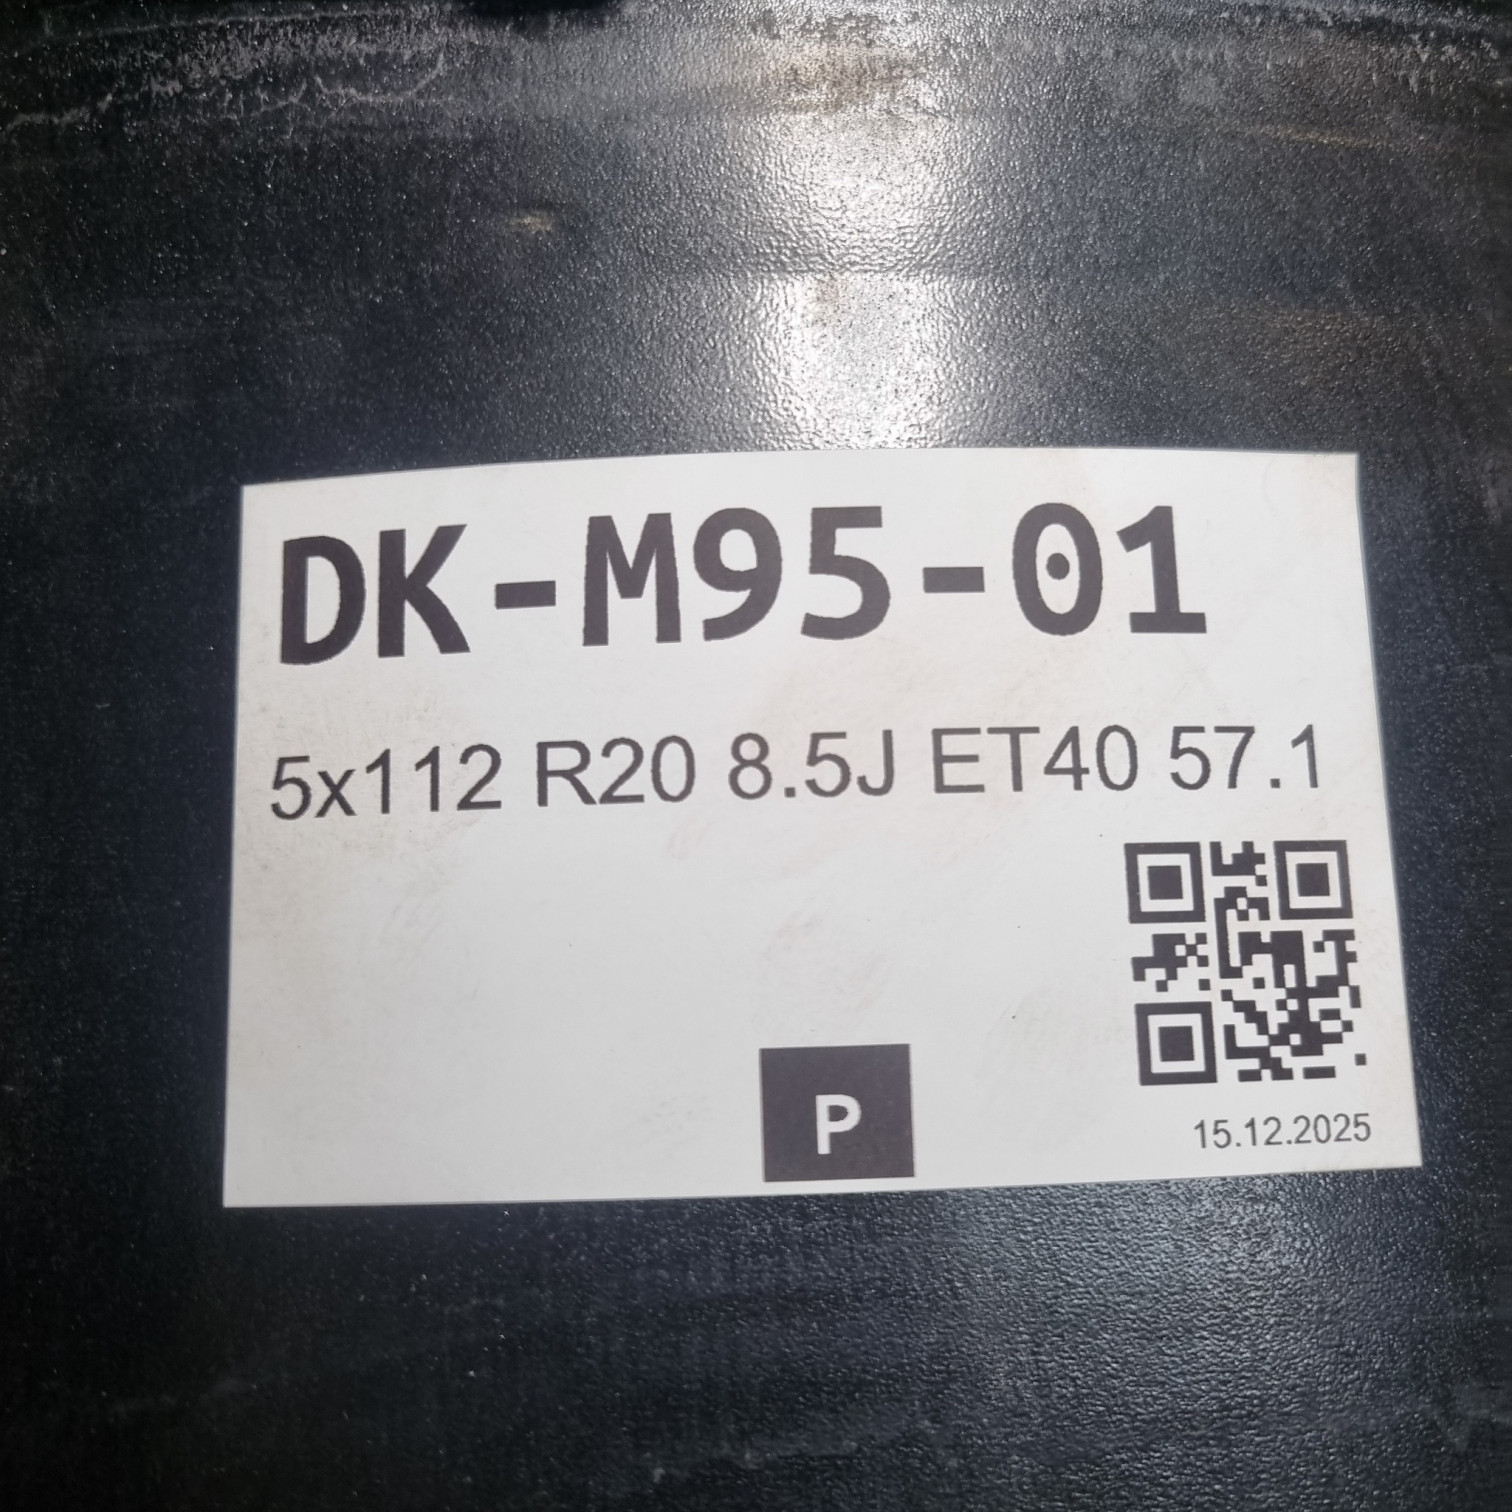 DK-M95-01
5x112 R20 8.5J ET40 57.1
P
15.12.2025